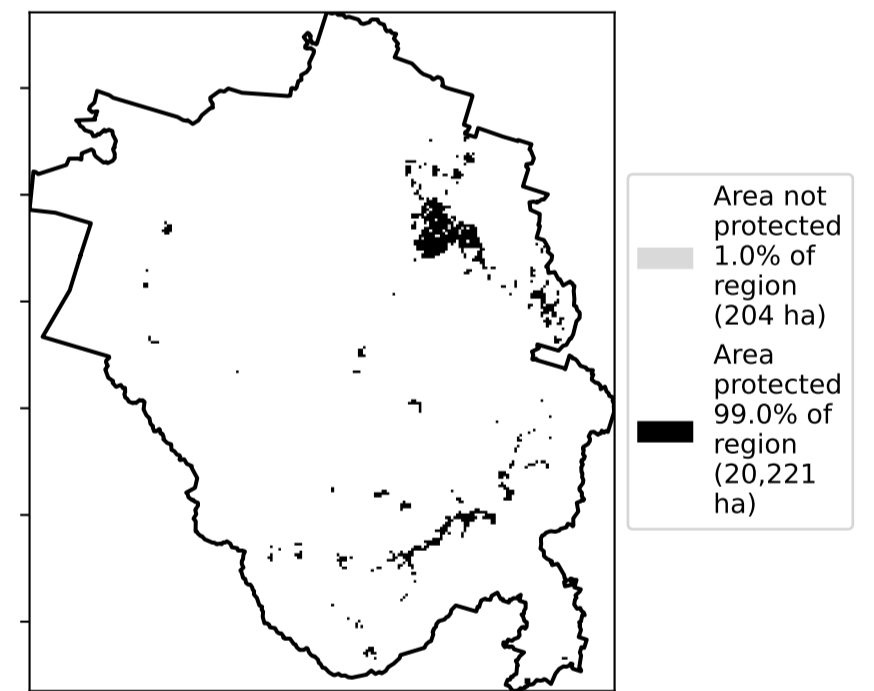 Area not
protected
1.0% of
region
(204 ha)
Area
protected
99.0% of
region
(20,221
ha)